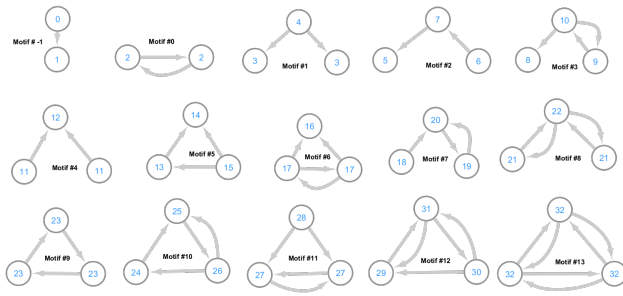 0
Motif # -1
1
Motif #0
2 2
4
3 3
Motif #1
7
5 6
Motif #2
10
8 9
Motif #3
12
11 11
Motif #4
14
Motif #5
13 15
16
Motif #6
17 17
20
Motif #7
18 19
22
Motif #8
21 21
23
Motif #9
23 23
25
Motif #10
24 26
28
Motif #11
27 27
31
Motif #12
29 30
32
Motif #13
32 32